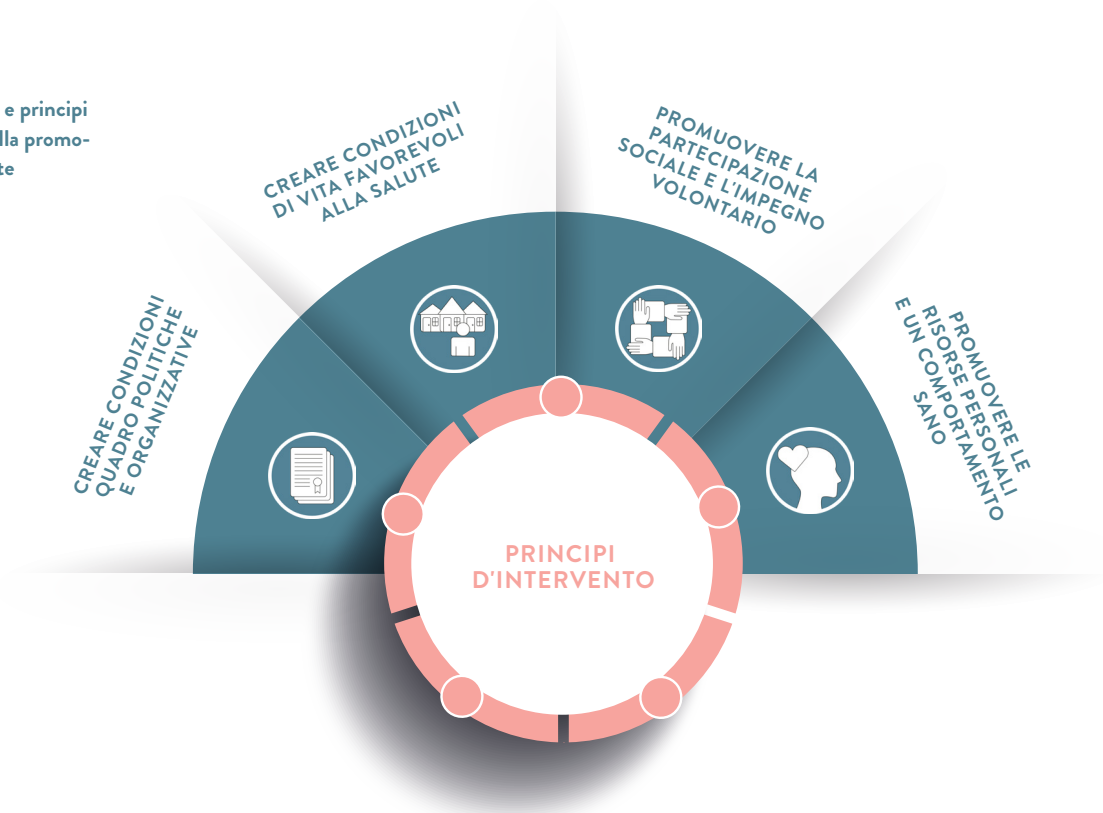 e principi
lla promo-
te
CREARE CONDIZIONI
QUADRO POLITICHE
E ORGANIZZATIVE
CREARE CONDIZIONI
DI VITA FAVOREVOLI
ALLA SALUTE
PROMUOVERE LA
PARTECIPAZIONE
SOCIALE E L'IMPEGNO
VOLONTARIO
PROMUOVERE LE
RISORSE PERSONALI
E UN COMPORTAMENTO
SANO
PRINCIPI
D'INTERVENTO